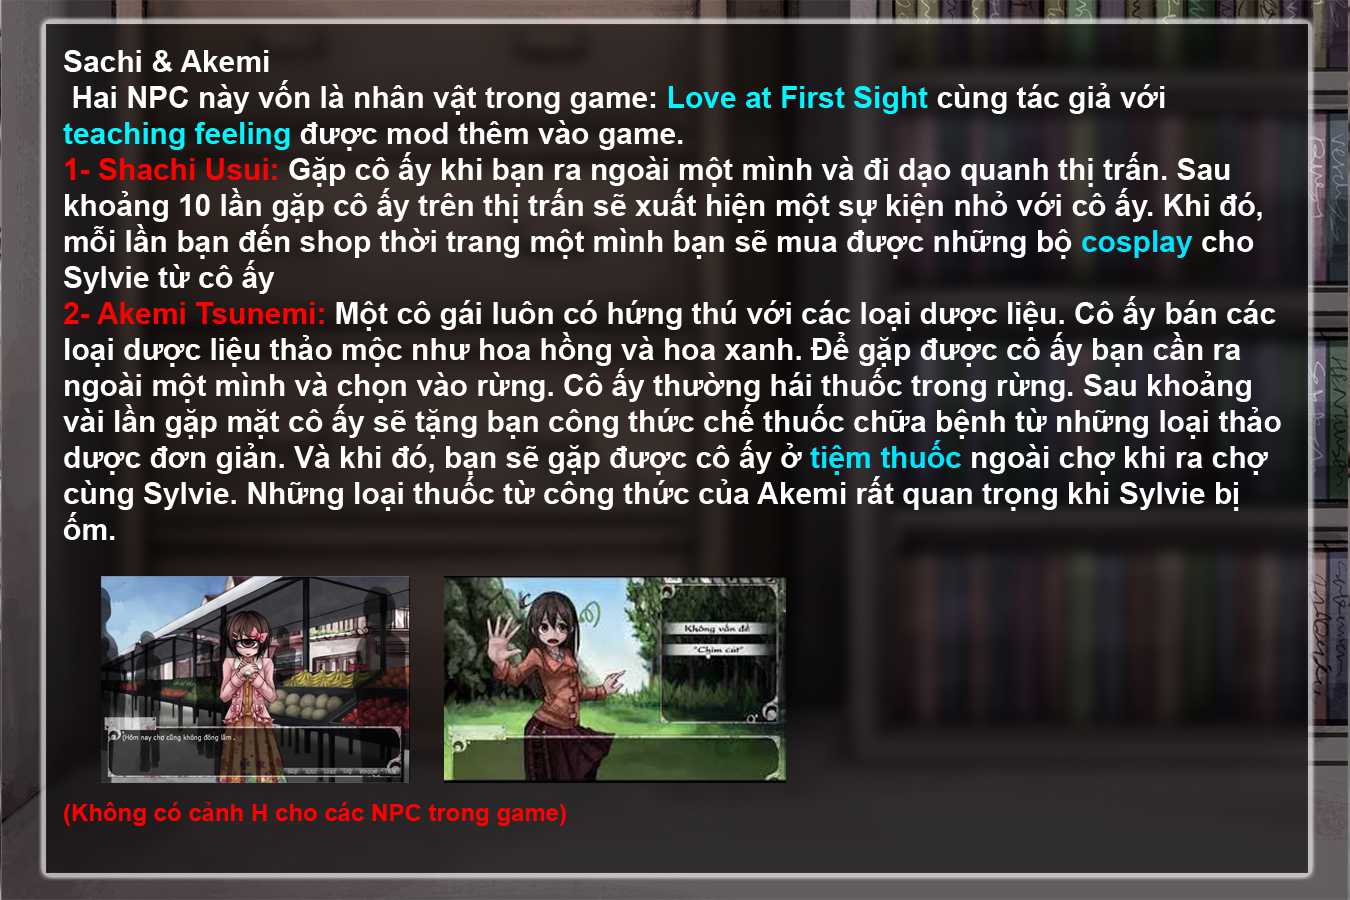 Sachi & Akemi
Hai NPC này vốn là nhân vật trong game: Love at First Sight cùng tác giả với
teaching feeling được mod thêm vào game.
1- Shachi Usui: Gặp cô ấy khi bạn ra ngoài một mình và đi dạo quanh thị trấn. Sau
khoảng 10 lần gặp cô ấy trên thị trấn sẽ xuất hiện một sự kiện nhỏ với cô ấy. Khi đó,
mỗi lần bạn đến shop thời trang một mình bạn sẽ mua được những bộ cosplay cho
Sylvie từ cô ấy
2- Akemi Tsunemi: Một cô gái luôn có hứng thú với các loại dược liệu. Cô ấy bán các
loại dược liệu thảo mộc như hoa hồng và hoa xanh. Để gặp được cô ấy bạn cần ra
ngoài một mình và chọn vào rừng. Cô ấy thường hái thuốc trong rừng. Sau khoảng
vài lần gặp mặt cô ấy sẽ tặng bạn công thức chế thuốc chữa bệnh từ những loại thảo
dược đơn giản. Và khi đó, bạn sẽ gặp được cô ấy ở tiệm thuốc ngoài chợ khi ra chợ
cùng Sylvie. Những loại thuốc từ công thức của Akemi rất quan trọng khi Sylvie bị
ốm.
Không vấn đề
"Chim cút"
(Hôm nay chợ cũng không đông lắm .
(Không có cảnh H cho các NPC trong game)